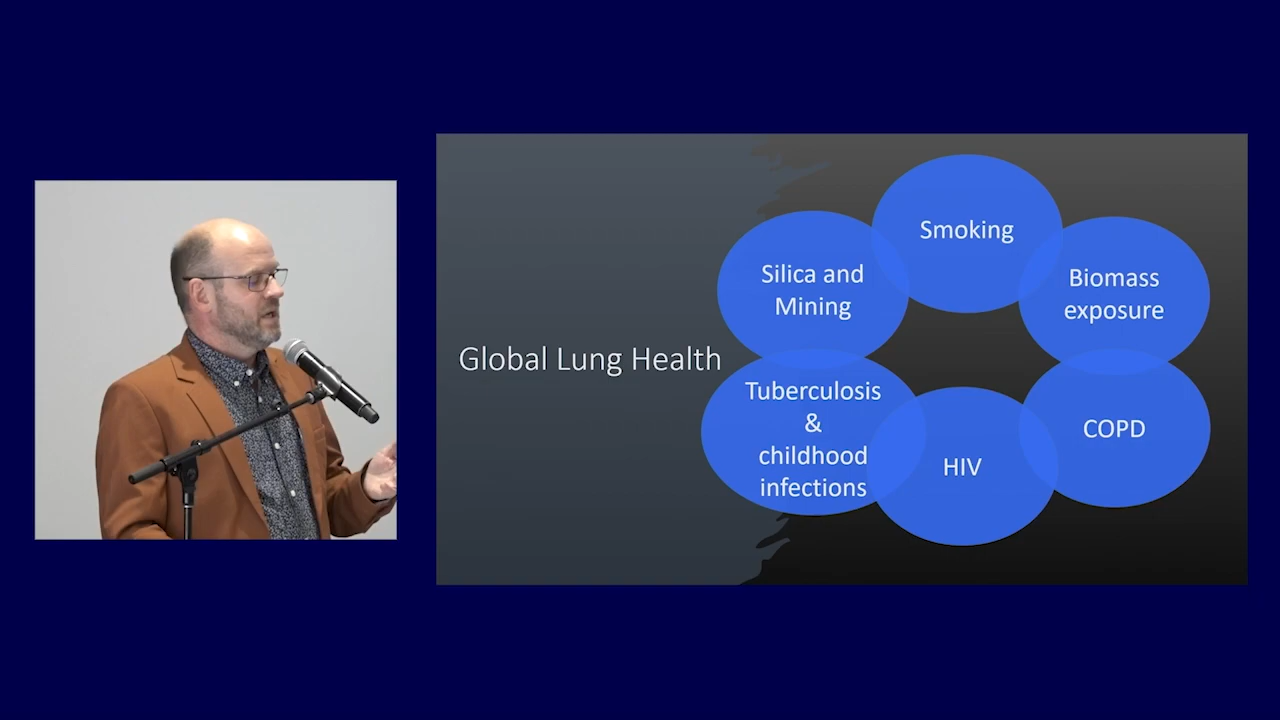 Global Lung Health
Smoking
Biomass
exposure
COPD
HIV
Tuberculosis
&
childhood
infections
Silica and
Mining